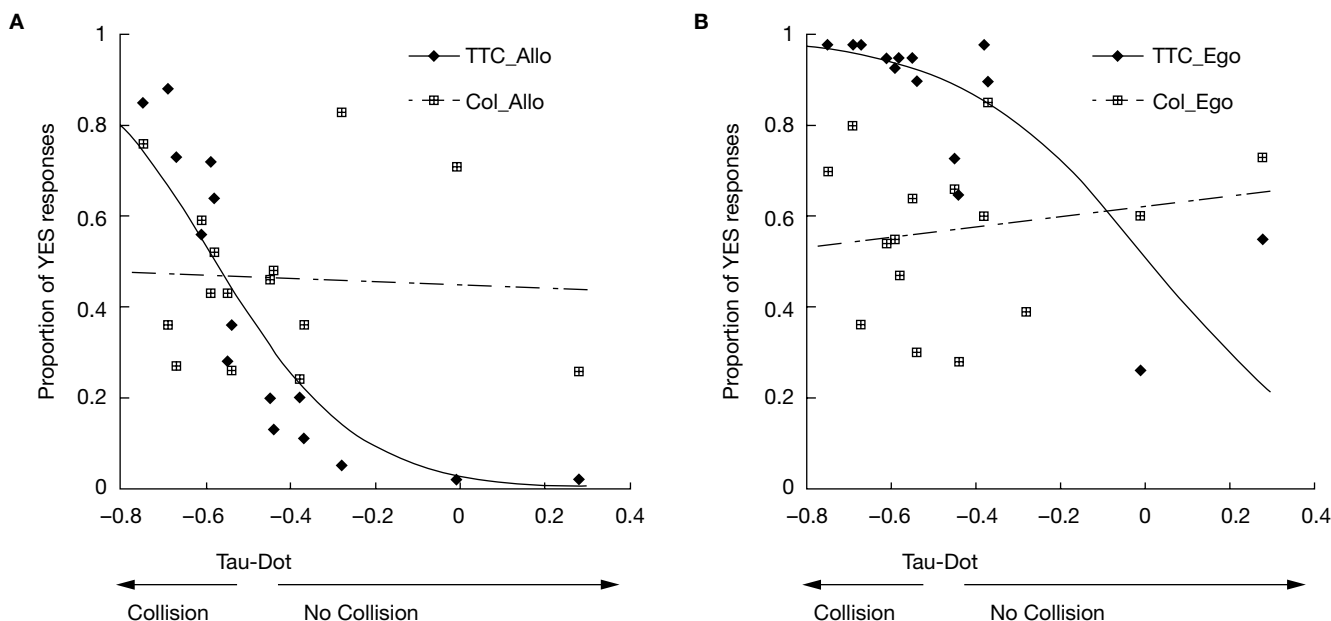 A
1
0.8
0.6
0.4
0.2
0
Proportion of YES responses
TTC_Allo
Col_Allo
−0.8 −0.6 −0.4 −0.2 0 0.2 0.4
Tau-Dot
Collision No Collision
B
1
0.8
0.6
0.4
0.2
0
Proportion of YES responses
TTC_Ego
Col_Ego
−0.8 −0.6 −0.4 −0.2 0 0.2 0.4
Tau-Dot
Collision No Collision